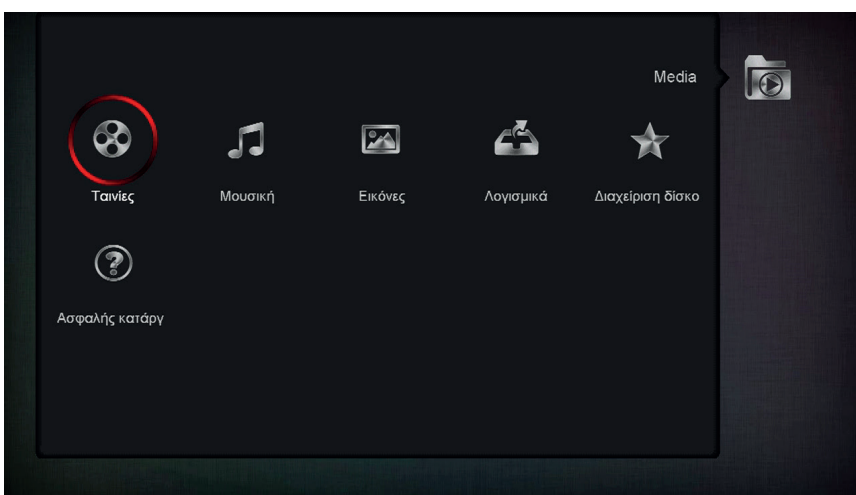 Media
Ταινίες
Μουσική
Εικόνες
Λογισμικά
Διαχείριση δίσκο
Ασφαλής κατάργ